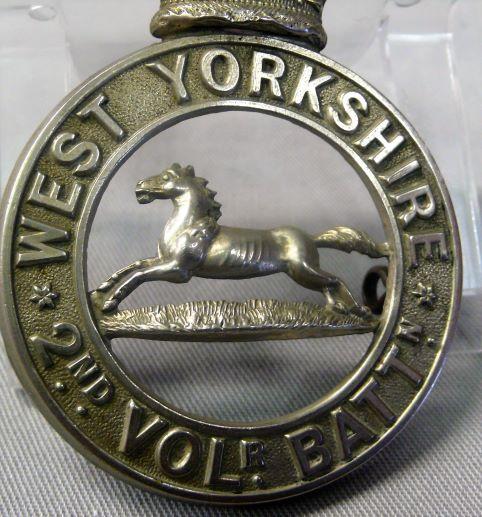 WEST YORKSHIRE
* 2ND VOLR. BATTN. *